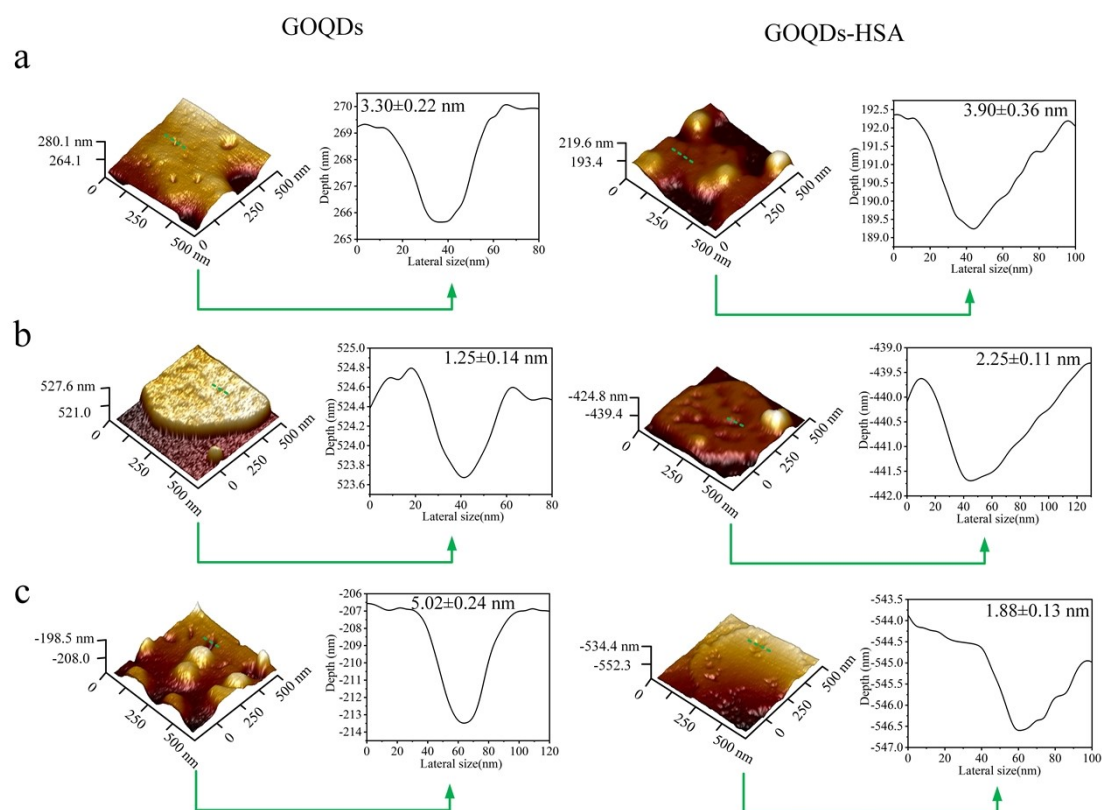 GOQDs
GOQDs-HSA
a
280.1 nm
264.1
0
250
500 nm
0
250
500 nm
3.30±0.22 nm
270
269
268
267
266
265
Depth (nm)
0 20 40 60 80
Lateral size(nm)
219.6 nm
193.4
0
250
500 nm
0
250
500 nm
3.90±0.36 nm
192.5
192.0
191.5
191.0
190.5
190.0
189.5
189.0
Depth (nm)
0 20 40 60 80 100
Lateral size(nm)
b
527.6 nm
521.0
0
250
500 nm
0
250
500 nm
1.25±0.14 nm
525.0
524.8
524.6
524.4
524.2
524.0
523.8
523.6
Depth (nm)
0 20 40 60 80
Lateral size(nm)
-424.8 nm
-439.4
0
250
500 nm
0
250
500 nm
2.25±0.11 nm
-439.0
-439.5
-440.0
-440.5
-441.0
-441.5
-442.0
Depth (nm)
0 20 40 60 80 100 120
Lateral size(nm)
c
-198.5 nm
-208.0
0
250
500 nm
0
250
500 nm
5.02±0.24 nm
-206
-207
-208
-209
-210
-211
-212
-213
-214
Depth (nm)
0 20 40 60 80 100 120
Lateral size(nm)
-534.4 nm
-552.3
0
250
500 nm
0
250
500 nm
1.88±0.13 nm
-543.5
-544.0
-544.5
-545.0
-545.5
-546.0
-546.5
-547.0
Depth (nm)
0 20 40 60 80 100
Lateral size(nm)